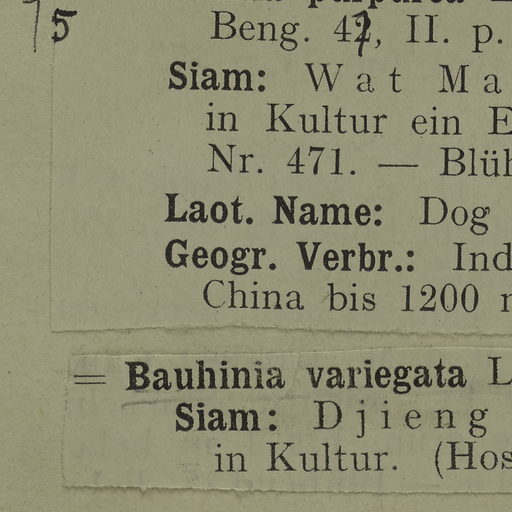 5
Beng. 42, II. p.
Siam: Wat Ma
in Kultur ein E
Nr. 471. — Blüh
Laot. Name: Dog
Geogr. Verbr.: Ind
China bis 1200
= Bauhinia variegata L
Siam: Djieng
in Kultur. (Hos